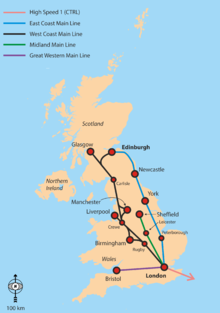 High Speed 1 (CTRL)
East Coast Main Line
West Coast Main Line
Midland Main Line
Great Western Main Line
Scotland
Glasgow
Edinburgh
Newcastle
Carlisle
Northern
Ireland
York
Manchester
Sheffield
Liverpool
Leicester
Crewe
Peterborough
Birmingham
Rugby
Wales
London
Bristol
N
100 km